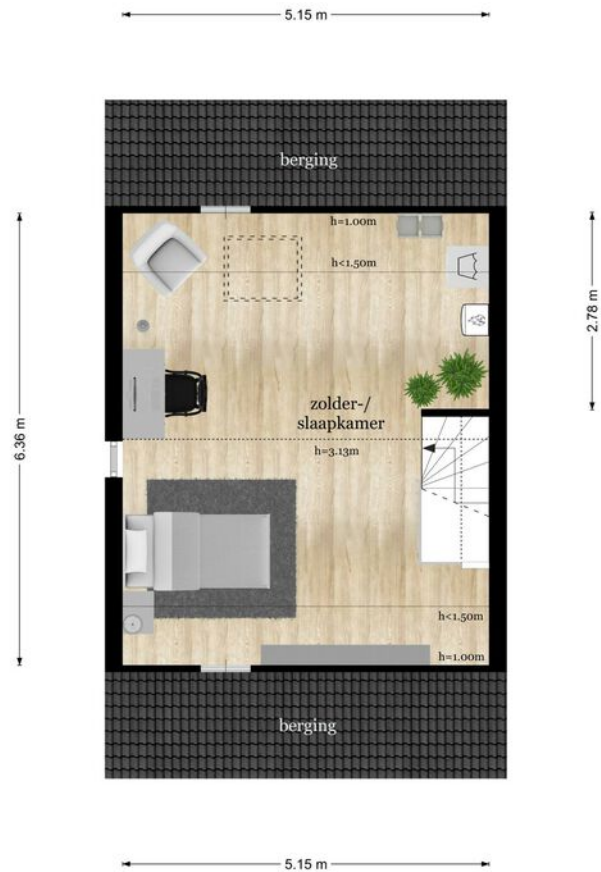 5.15 m
berging
h=1.00m
h<1.50m
2.78 m
6.36 m
zolder-/
slaapkamer
h=3.13m
h<1.50m
h=1.00m
berging
5.15 m